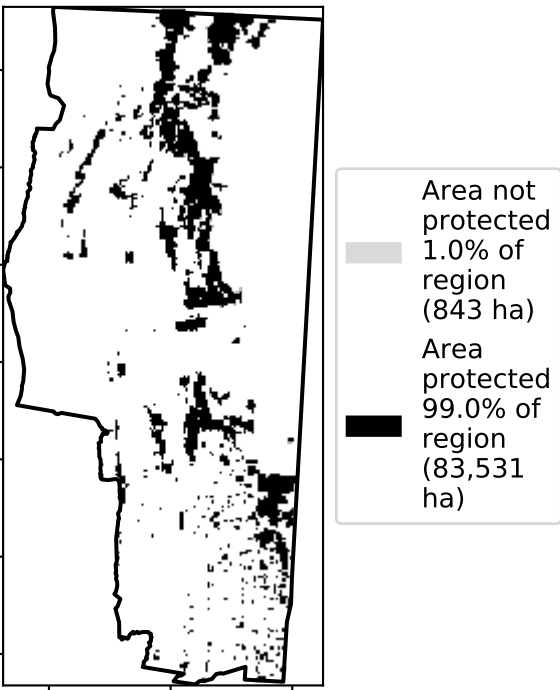 Area not
protected
1.0% of
region
(843 ha)
Area
protected
99.0% of
region
(83,531
ha)